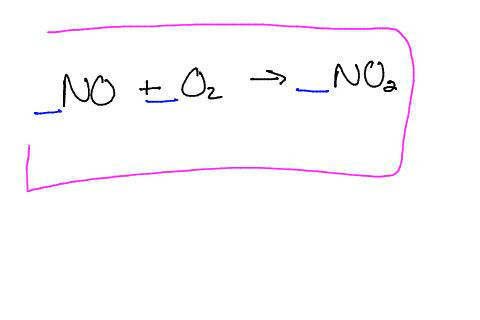 _NO + _O₂ → _NO₂